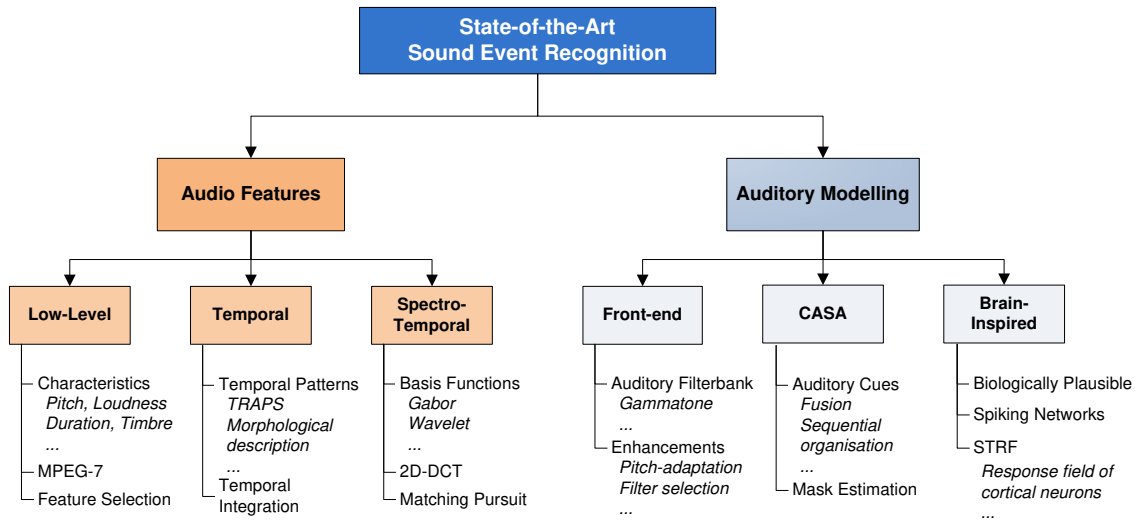 State-of-the-Art
Sound Event Recognition
Audio Features
Auditory Modelling
Low-Level
Temporal
Spectro-
Temporal
Front-end
CASA
Brain-
Inspired
Characteristics
Pitch, Loudness
Duration, Timbre
...
MPEG-7
Feature Selection
Temporal Patterns
TRAPS
Morphological
description
...
Temporal
Integration
Basis Functions
Gabor
Wavelet
...
2D-DCT
Matching Pursuit
Auditory Filterbank
Gammatone
...
Enhancements
Pitch-adaptation
Filter selection
...
Auditory Cues
Fusion
Sequential
organisation
...
Mask Estimation
Biologically Plausible
Spiking Networks
STRF
Response field of
cortical neurons
...